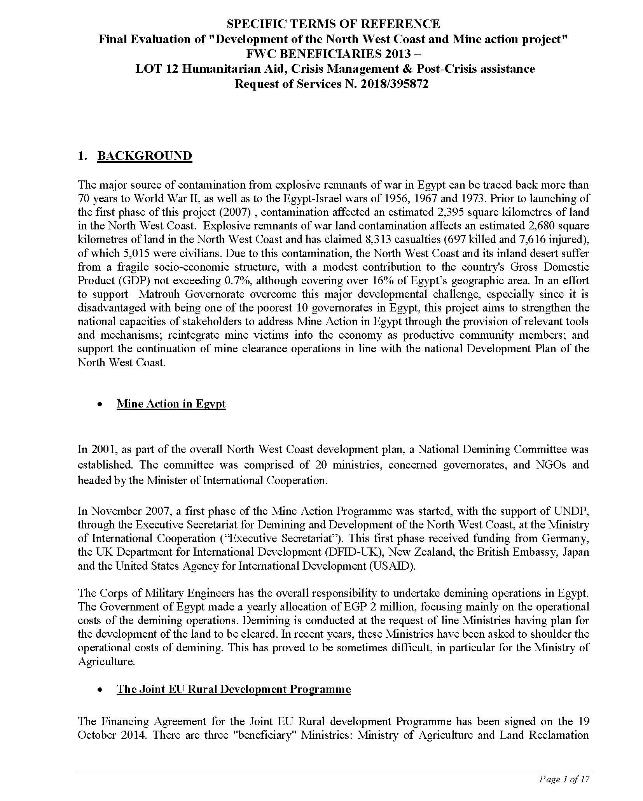 SPECIFIC TERMS OF REFERENCE
Final Evaluation of "Development of the North West Coast and Mine action project"
FWC BENEFICIARIES 2013 –
LOT 12 Humanitarian Aid, Crisis Management & Post-Crisis assistance
Request of Services N. 2018/395872
1. BACKGROUND
The major source of contamination from explosive remnants of war in Egypt can be traced back more than
70 years to World War II, as well as to the Egypt-Israel wars of 1956, 1967 and 1973. Prior to launching of
the first phase of this project (2007) , contamination affected an estimated 2,395 square kilometres of land
in the North West Coast. Explosive remnants of war land contamination affects an estimated 2,680 square
kilometres of land in the North West Coast and has claimed 8,313 casualties (697 killed and 7,616 injured),
of which 5,015 were civilians. Due to this contamination, the North West Coast and its inland desert suffer
from a fragile socio-economic structure, with a modest contribution to the country's Gross Domestic
Product (GDP) not exceeding 0.7%, although covering over 16% of Egypt's geographic area. In an effort
to support Matrouh Governorate overcome this major developmental challenge, especially since it is
disadvantaged with being one of the poorest 10 governorates in Egypt, this project aims to strengthen the
national capacities of stakeholders to address Mine Action in Egypt through the provision of relevant tools
and mechanisms; reintegrate mine victims into the economy as productive community members; and
support the continuation of mine clearance operations in line with the national Development Plan of the
North West Coast.
• Mine Action in Egypt
In 2001, as part of the overall North West Coast development plan, a National Demining Committee was
established. The committee was comprised of 20 ministries, concerned governorates, and NGOs and
headed by the Minister of International Cooperation.
In November 2007, a first phase of the Mine Action Programme was started, with the support of UNDP,
through the Executive Secretariat for Demining and Development of the North West Coast, at the Ministry
of International Cooperation ("Executive Secretariat"). This first phase received funding from Germany,
the UK Department for International Development (DFID-UK), New Zealand, the British Embassy, Japan
and the United States Agency for International Development (USAID).
The Corps of Military Engineers has the overall responsibility to undertake demining operations in Egypt.
The Government of Egypt made a yearly allocation of EGP 2 million, focusing mainly on the operational
costs of the demining operations. Demining is conducted at the request of line Ministries having plan for
the development of the land to be cleared. In recent years, these Ministries have been asked to shoulder the
operational costs of demining. This has proved to be sometimes difficult, in particular for the Ministry of
Agriculture.
• The Joint EU Rural Development Programme
The Financing Agreement for the Joint EU Rural development Programme has been signed on the 19
October 2014. There are three "beneficiary" Ministries: Ministry of Agriculture and Land Reclamation
Page 1 of 17